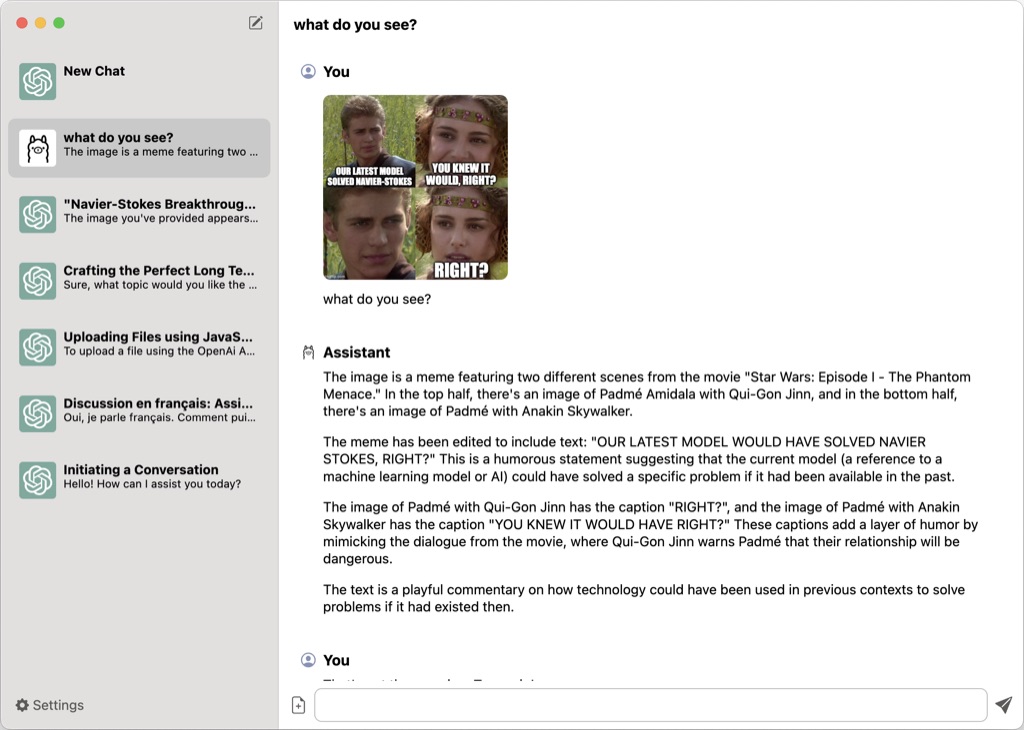 what do you see?
New Chat
what do you see?
The image is a meme featuring two ...
"Navier-Stokes Breakthroug...
The image you've provided appears...
Crafting the Perfect Long Te...
Sure, what topic would you like the ...
Uploading Files using JavaS...
To upload a file using the OpenAi A...
Discussion en français: Assi...
Oui, je parle français. Comment pui...
Initiating a Conversation
Hello! How can I assist you today?
Settings
You
OUR LATEST MODEL
SOLVED NAVIER-STOKES
YOU KNEW IT
WOULD, RIGHT?
RIGHT?
what do you see?
Assistant
The image is a meme featuring two different scenes from the movie "Star Wars: Episode I - The Phantom
Menace." In the top half, there's an image of Padmé Amidala with Qui-Gon Jinn, and in the bottom half,
there's an image of Padmé with Anakin Skywalker.
The meme has been edited to include text: "OUR LATEST MODEL WOULD HAVE SOLVED NAVIER
STOKES, RIGHT?" This is a humorous statement suggesting that the current model (a reference to a
machine learning model or AI) could have solved a specific problem if it had been available in the past.
The image of Padmé with Qui-Gon Jinn has the caption "RIGHT?", and the image of Padmé with Anakin
Skywalker has the caption "YOU KNEW IT WOULD HAVE RIGHT?" These captions add a layer of humor by
mimicking the dialogue from the movie, where Qui-Gon Jinn warns Padmé that their relationship will be
dangerous.
The text is a playful commentary on how technology could have been used in previous contexts to solve
problems if it had existed then.
You